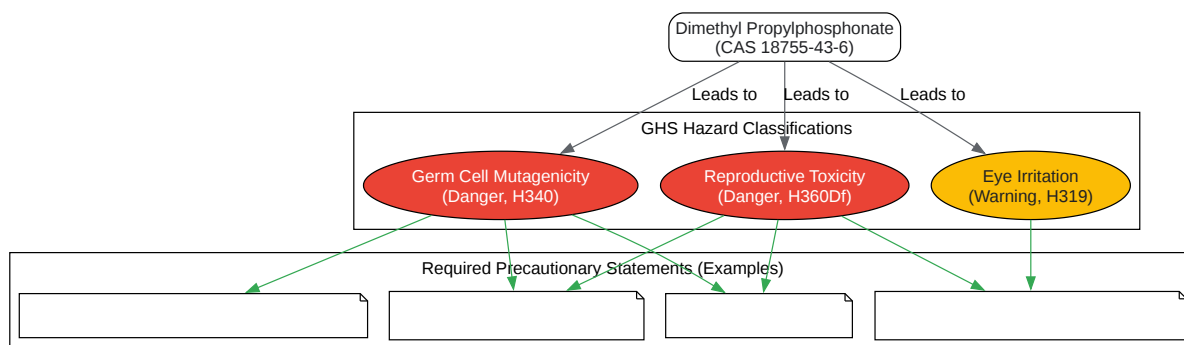 Dimethyl Propylphosphonate
(CAS 18755-43-6)
Leads to
Leads to
Leads to
GHS Hazard Classifications
Germ Cell Mutagenicity
(Danger, H340)
Reproductive Toxicity
(Danger, H360Df)
Eye Irritation
(Warning, H319)
Required Precautionary Statements (Examples)